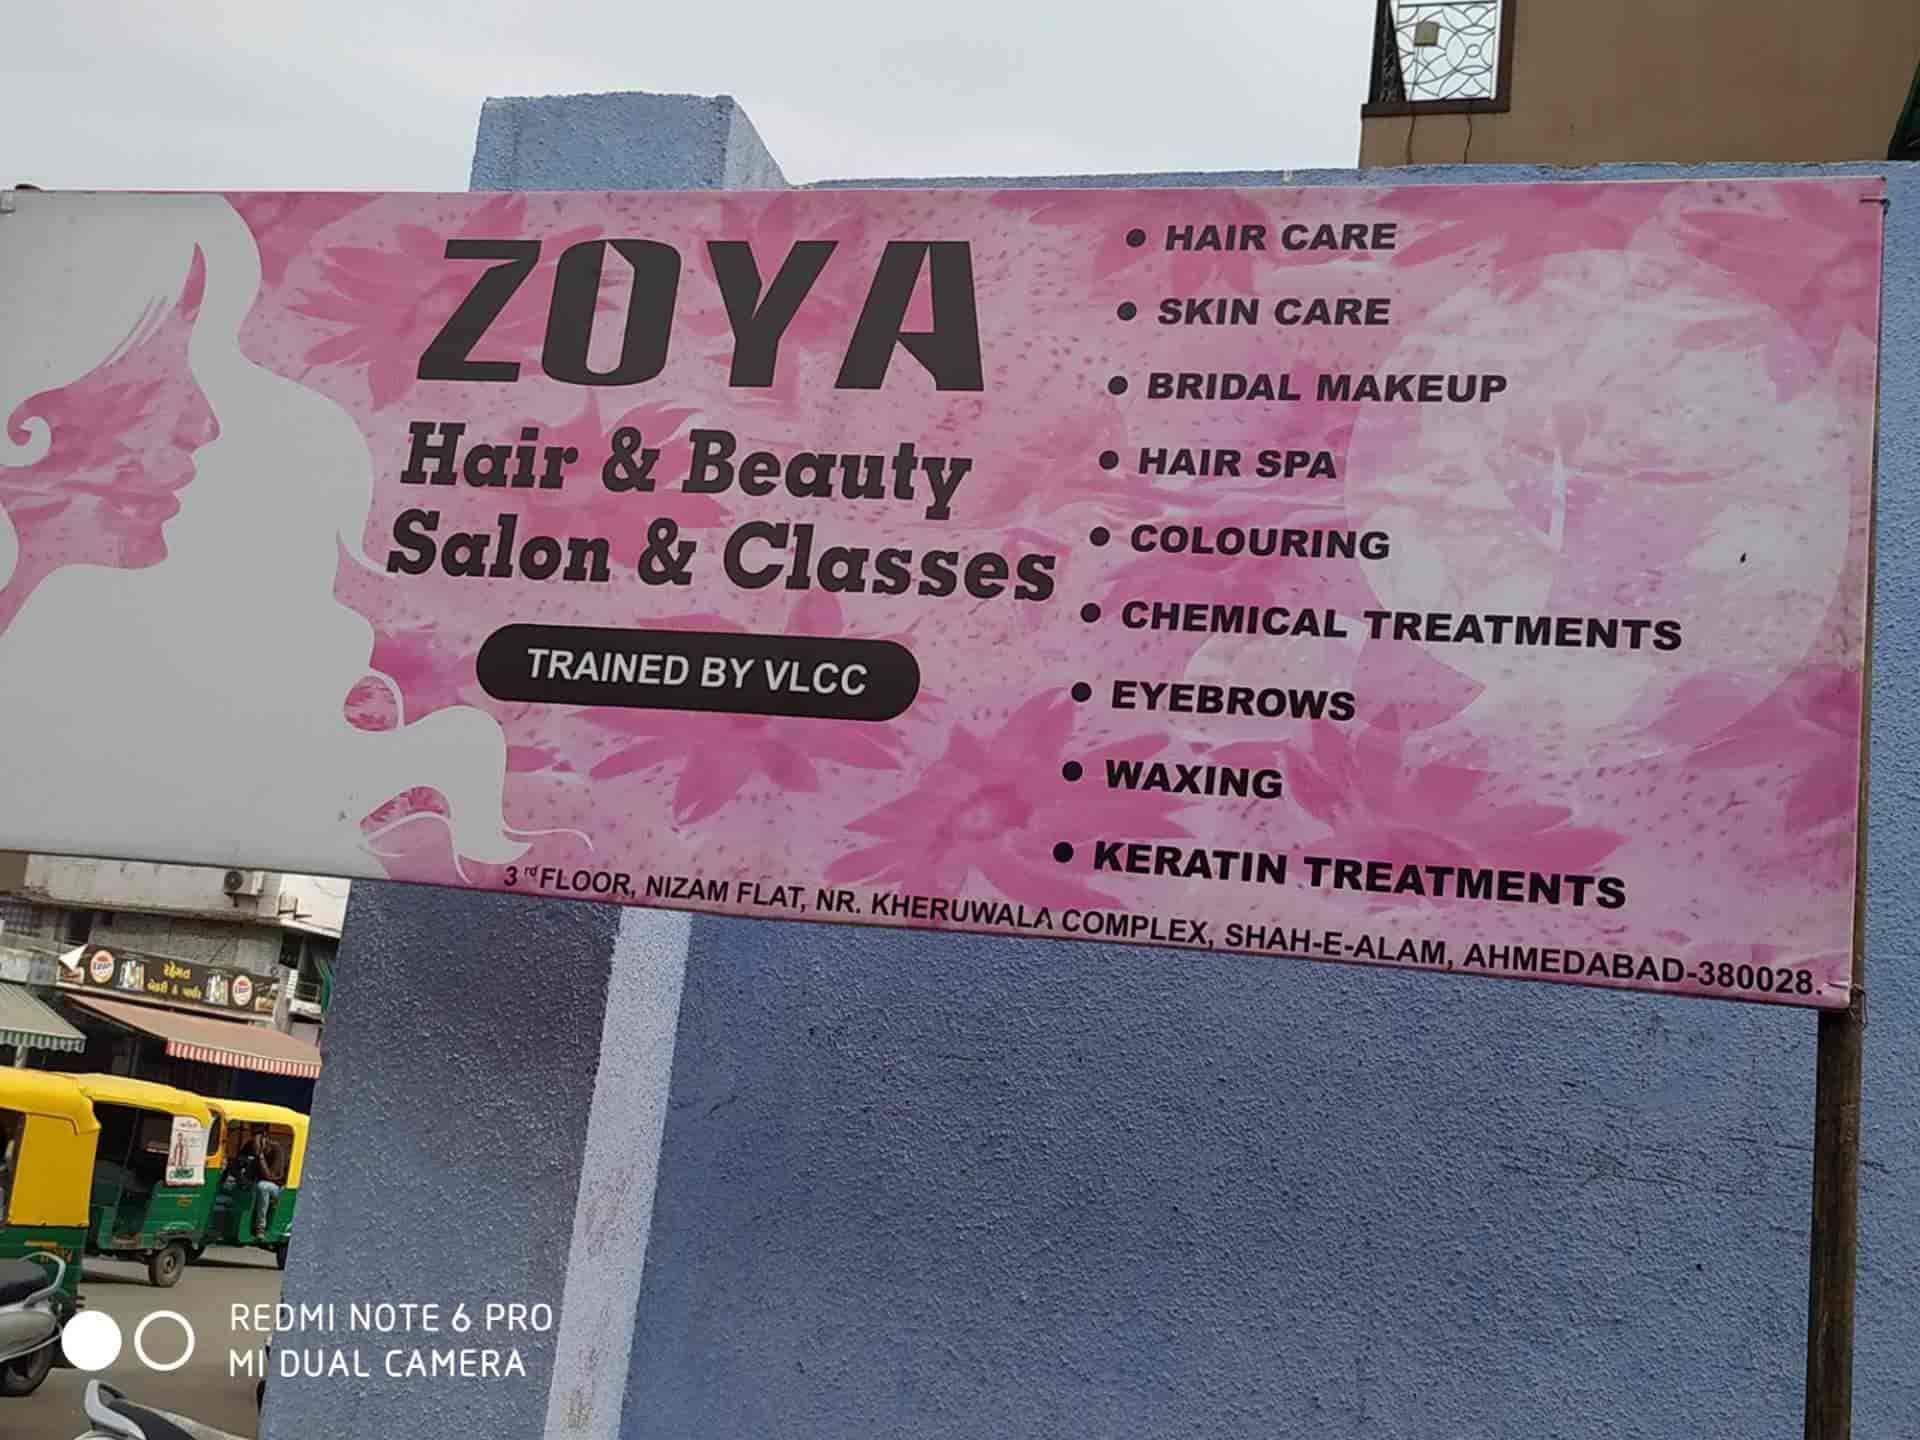 ZOYA
Hair & Beauty
Salon & Classes
TRAINED BY VLCC
• HAIR CARE
• SKIN CARE
• BRIDAL MAKEUP
• HAIR SPA
• COLOURING
• CHEMICAL TREATMENTS
• EYEBROWS
• WAXING
• KERATIN TREATMENTS
3rd FLOOR, NIZAM FLAT, NR. KHERUWALA COMPLEX, SHAH-E-ALAM, AHMEDABAD-380028.
REDMI NOTE 6 PRO
MI DUAL CAMERA